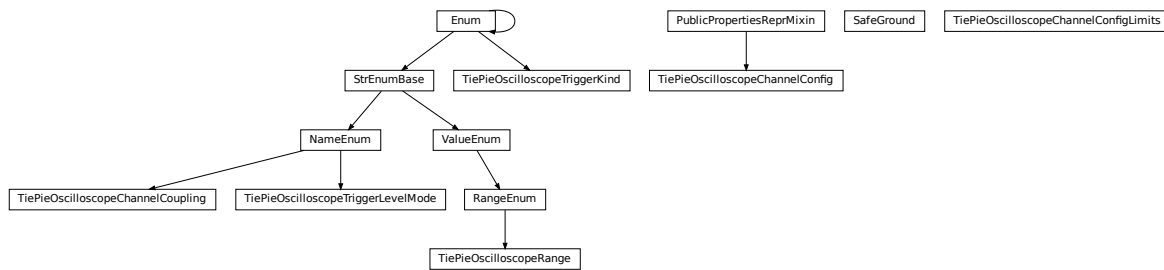 Enum
PublicPropertiesReprMixin
SafeGround
TiePieOscilloscopeChannelConfigLimits
StrEnumBase
TiePieOscilloscopeTriggerKind
TiePieOscilloscopeChannelConfig
NameEnum
ValueEnum
TiePieOscilloscopeChannelCoupling
TiePieOscilloscopeTriggerLevelMode
RangeEnum
TiePieOscilloscopeRange